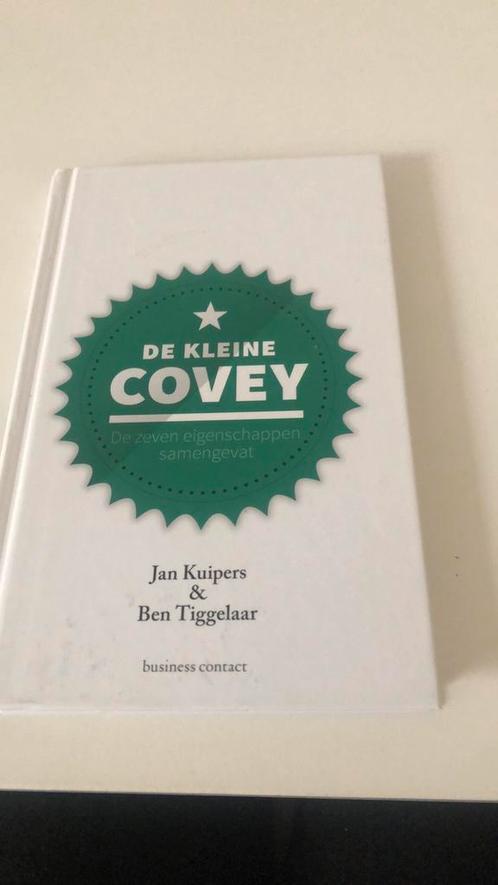 DE KLEINE
COVEY
De zeven eigenschappen
samengevat
Jan Kuipers
&
Ben Tiggelaar
business contact